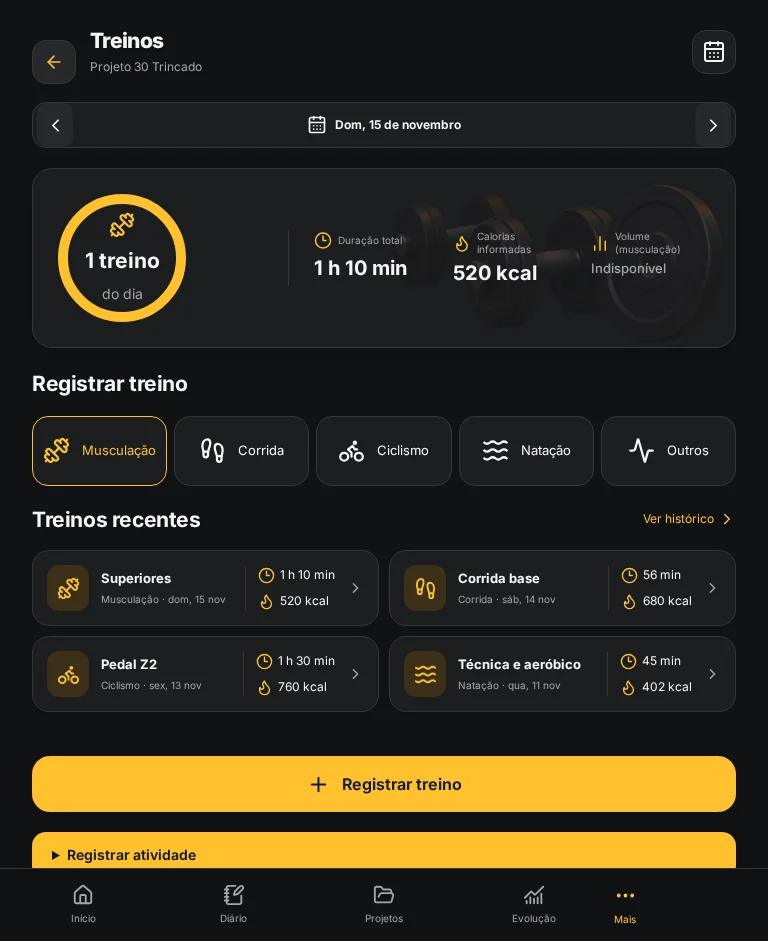 Treinos
Projeto 30 Trincado
Dom, 15 de novembro
1 treino
do dia
Duração total
1 h 10 min
Calorias
informadas
520 kcal
Volume
(musculação)
Indisponível
Registrar treino
Musculação
Corrida
Ciclismo
Natação
Outros
Treinos recentes
Ver histórico
Superiores
Musculação · dom, 15 nov
1 h 10 min
520 kcal
Corrida base
Corrida · sáb, 14 nov
56 min
680 kcal
Pedal Z2
Ciclismo · sex, 13 nov
1 h 30 min
760 kcal
Técnica e aeróbico
Natação · qua, 11 nov
45 min
402 kcal
Registrar treino
Registrar atividade
Início
Diário
Projetos
Evolução
Mais